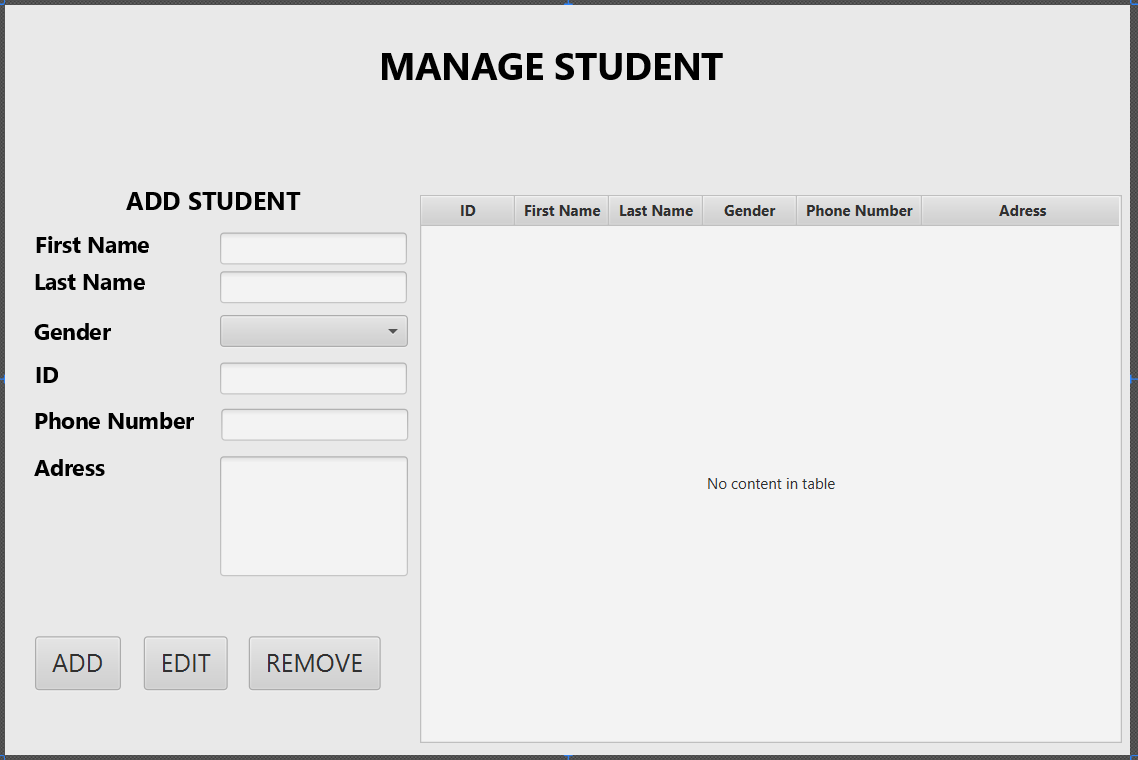 MANAGE STUDENT
ADD STUDENT
First Name
Last Name
Gender
ID
Phone Number
Adress
ADD EDIT REMOVE
ID First Name Last Name Gender Phone Number Adress
No content in table